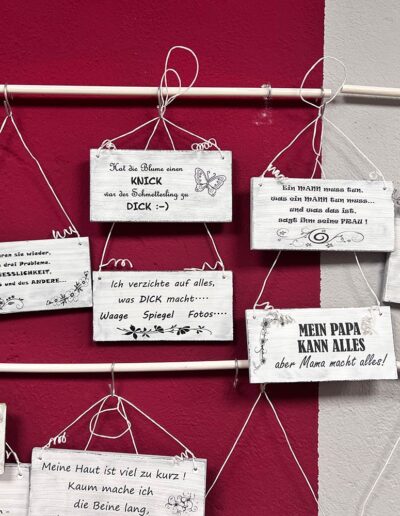 Hat die Blume einen
KNICK
war der Schmetterling zu
DICK :-)
Ein MANN muss tun,
was ein MANN tun muss...
und was das ist,
sagt ihm seine FRAU !
sie wieder,
drei Probleme.
und das ANDERE...
Ich verzichte auf alles,
was DICK macht....
Waage Spiegel Fotos....
MEIN PAPA
KANN ALLES
aber Mama macht alles!
Meine Haut ist viel zu kurz !
Kaum mache ich
die Beine lang,